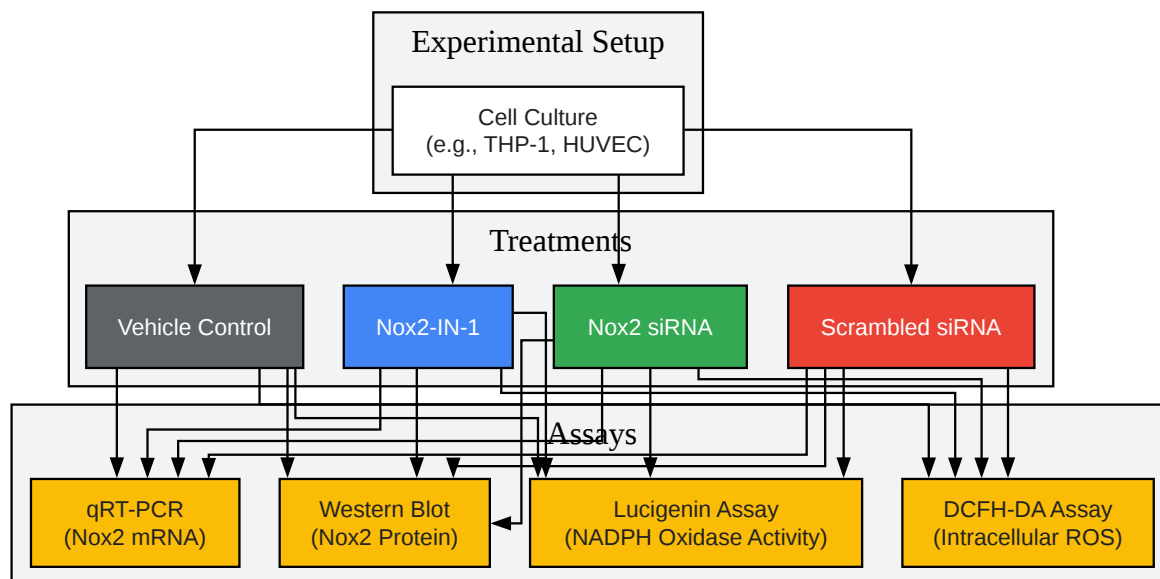 Experimental Setup
Cell Culture
(e.g., THP-1, HUVEC)
Treatments
Vehicle Control
Nox2-IN-1
Nox2 siRNA
Scrambled siRNA
Assays
qRT-PCR
(Nox2 mRNA)
Western Blot
(Nox2 Protein)
Lucigenin Assay
(NADPH Oxidase Activity)
DCFH-DA Assay
(Intracellular ROS)